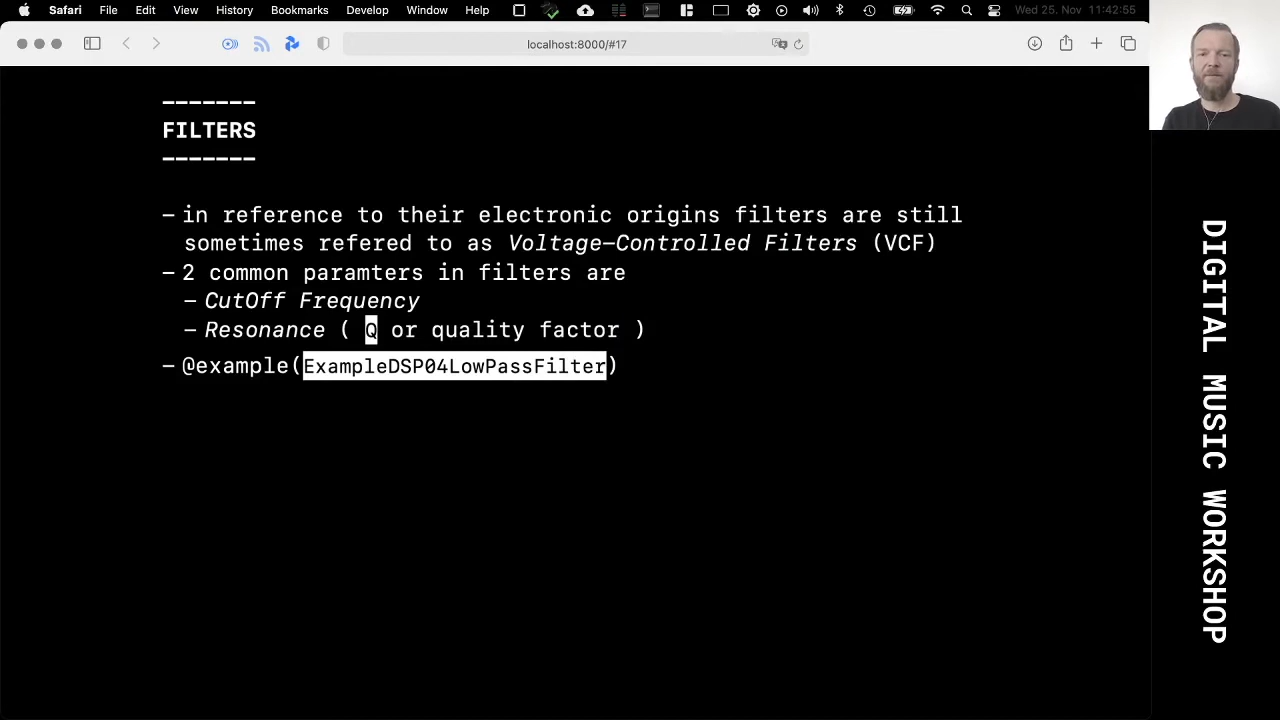 Safari File Edit View History Bookmarks Develop Window Help Wed 25. Nov 11:42:55
localhost:8000/#17
-------
FILTERS
-------
– in reference to their electronic origins filters are still
sometimes refered to as Voltage-Controlled Filters (VCF)
– 2 common paramters in filters are
– CutOff Frequency
– Resonance ( Q or quality factor )
– @example(ExampleDSP04LowPassFilter)
DIGITAL MUSIC WORKSHOP